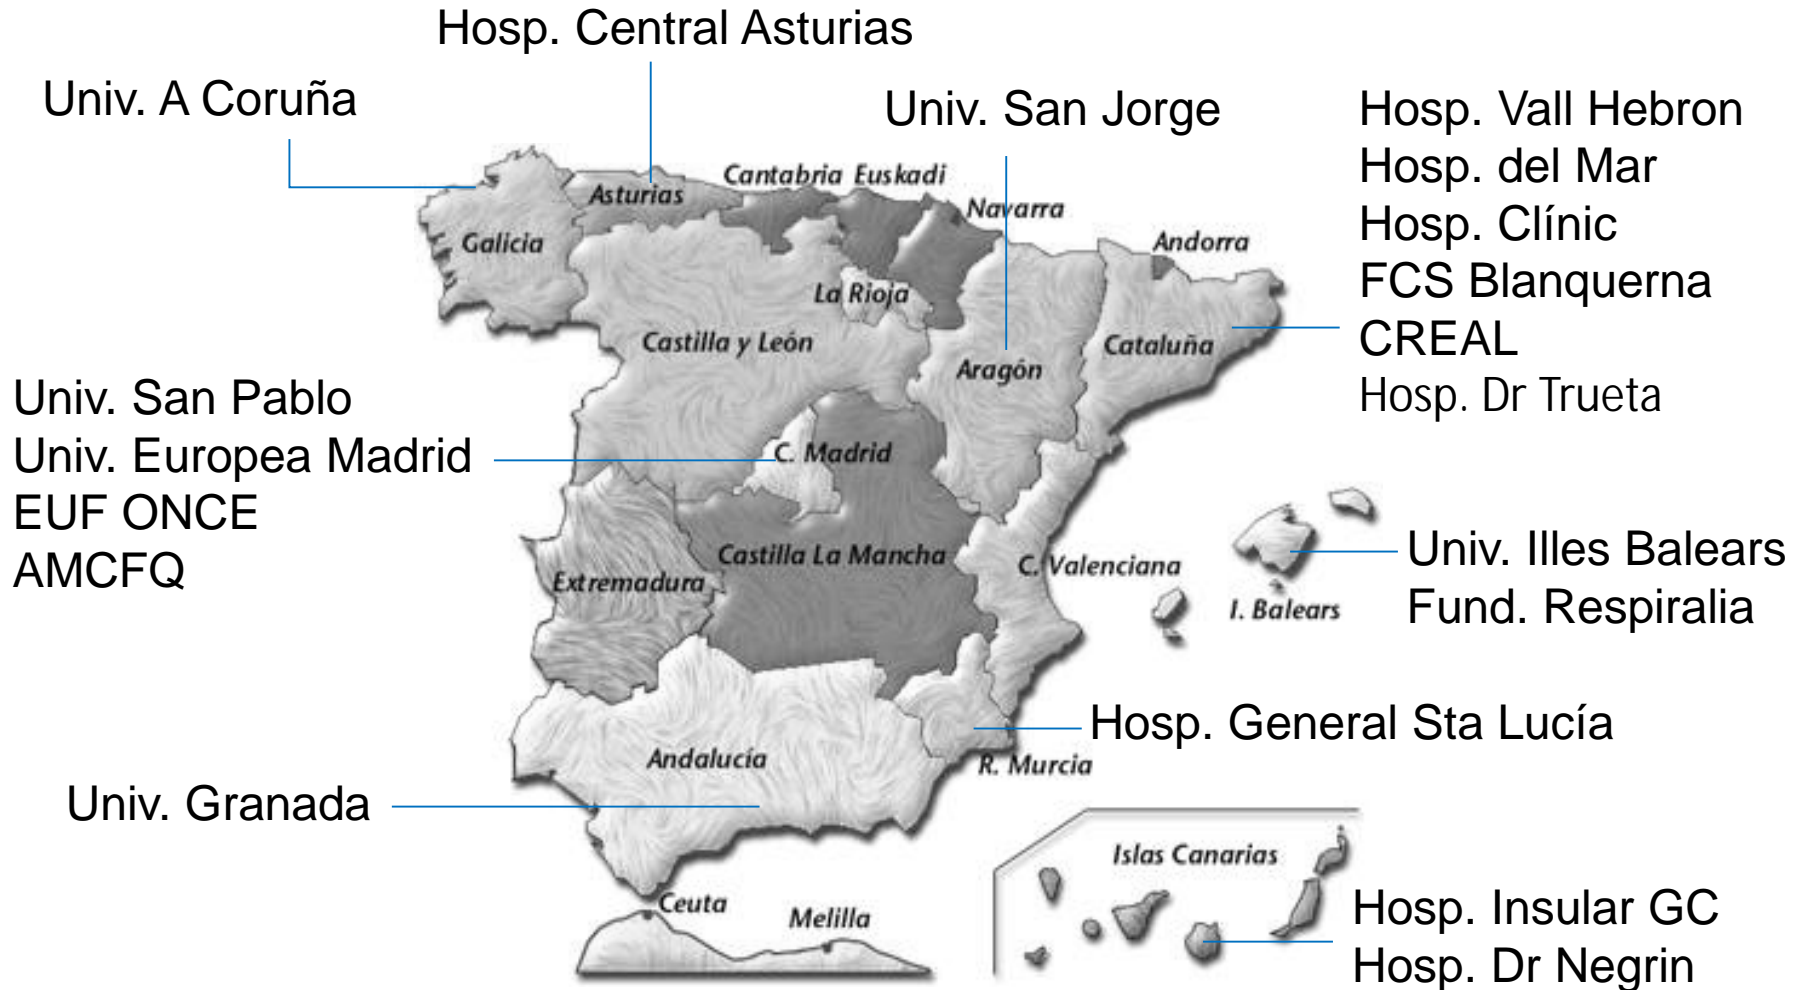 Hosp. Central Asturias
Univ. A Coruña
Univ. San Jorge
Hosp. Vall Hebron
Hosp. del Mar
Hosp. Clínic
FCS Blanquerna
CREAL
Hosp. Dr Trueta
Cantabria
Euskadi
Asturias
Navarra
Galicia
Andorra
La Rioja
Castilla y León
Cataluña
Aragón
Univ. San Pablo
Univ. Europea Madrid
EUF ONCE
AMCFQ
C. Madrid
Castilla La Mancha
C. Valenciana
Extremadura
I. Balears
Univ. Illes Balears
Fund. Respiralia
Hosp. General Sta Lucía
Andalucía
R. Murcia
Univ. Granada
Islas Canarias
Ceuta
Melilla
Hosp. Insular GC
Hosp. Dr Negrin